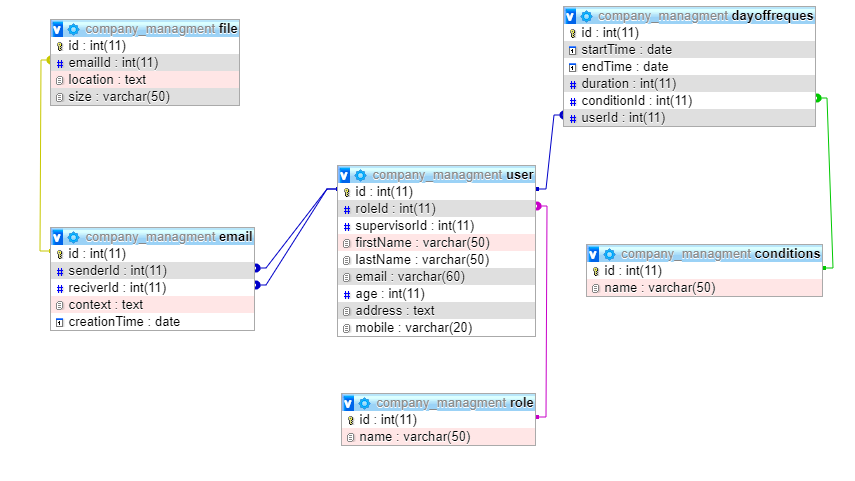 company_managment file
id : int(11)
emailId : int(11)
location : text
size : varchar(50)
company_managment dayoffreques
id : int(11)
startTime : date
endTime : date
duration : int(11)
conditionId : int(11)
userId : int(11)
company_managment user
id : int(11)
roleId : int(11)
supervisorId : int(11)
firstName : varchar(50)
lastName : varchar(50)
email : varchar(60)
age : int(11)
address : text
mobile : varchar(20)
company_managment email
id : int(11)
senderId : int(11)
reciverId : int(11)
context : text
creationTime : date
company_managment conditions
id : int(11)
name : varchar(50)
company_managment role
id : int(11)
name : varchar(50)